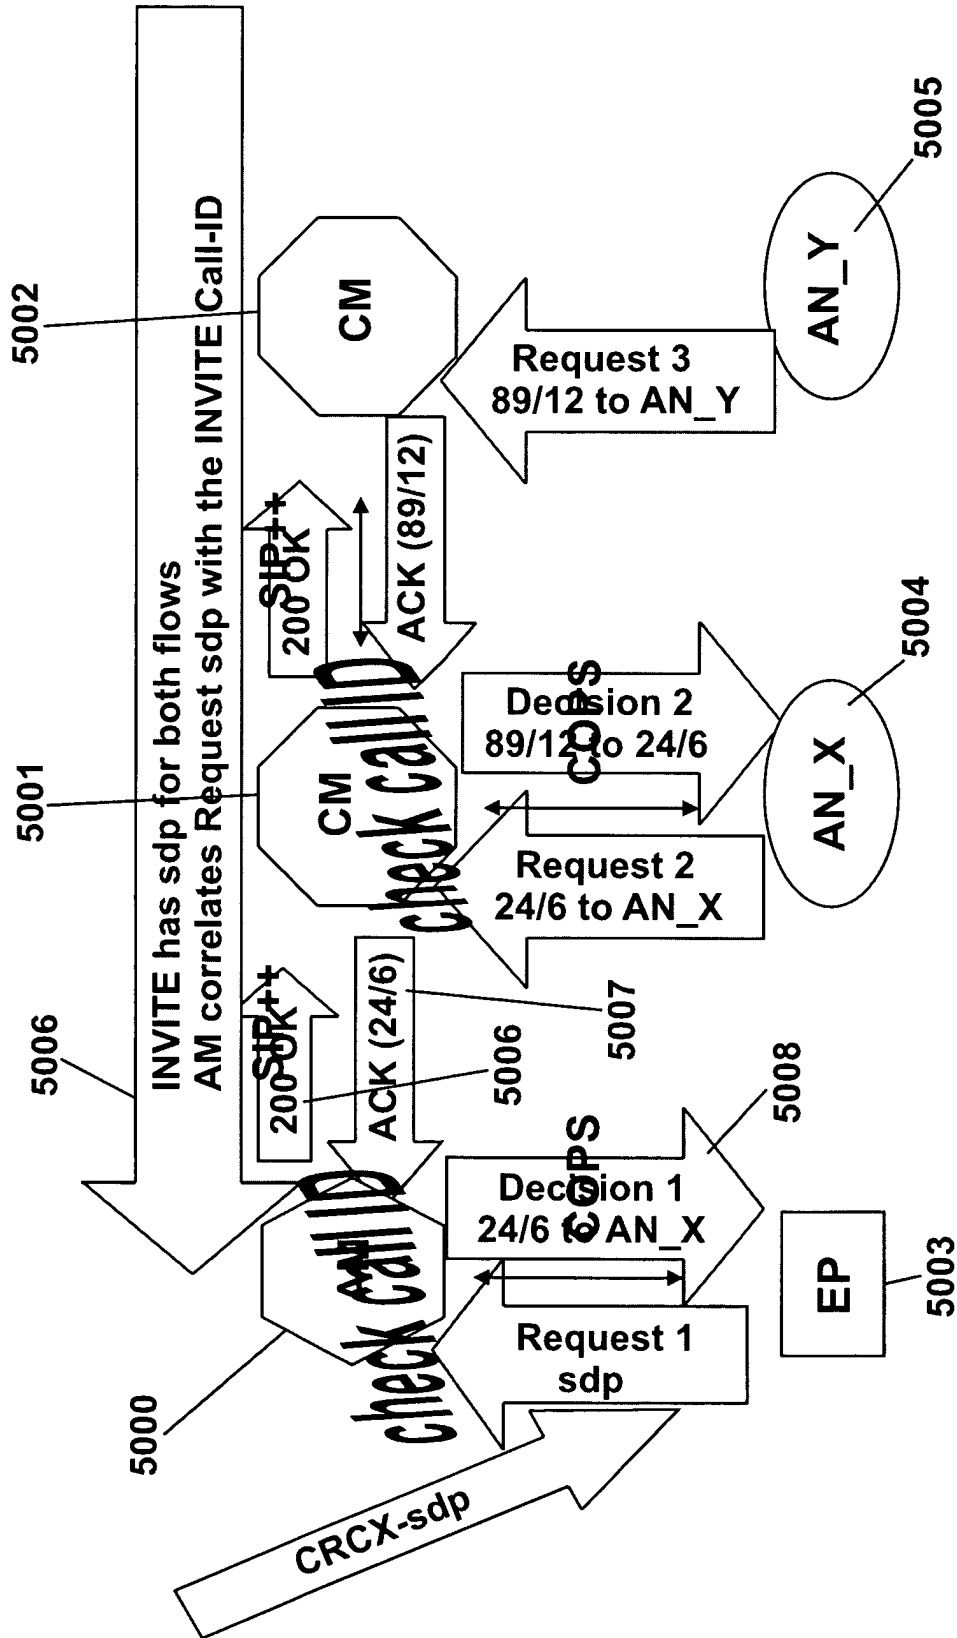 5006
5001
5002
INVITE has sdp for both flows
AM correlates Request sdp with the INVITE Call-ID
5000
SIP++
200 OK
SIP++
200 OK
CRCX-sdp
check call ID
AM
ACK (24/6)
check call ID
CM
ACK (89/12)
CM
5006
5007
Request 1
sdp
Decision 1
24/6 to AN_X
COPS
5008
Request 2
24/6 to AN_X
Decision 2
89/12 to 24/6
COPS
Request 3
89/12 to AN_Y
EP
5003
AN_X
5004
AN_Y
5005